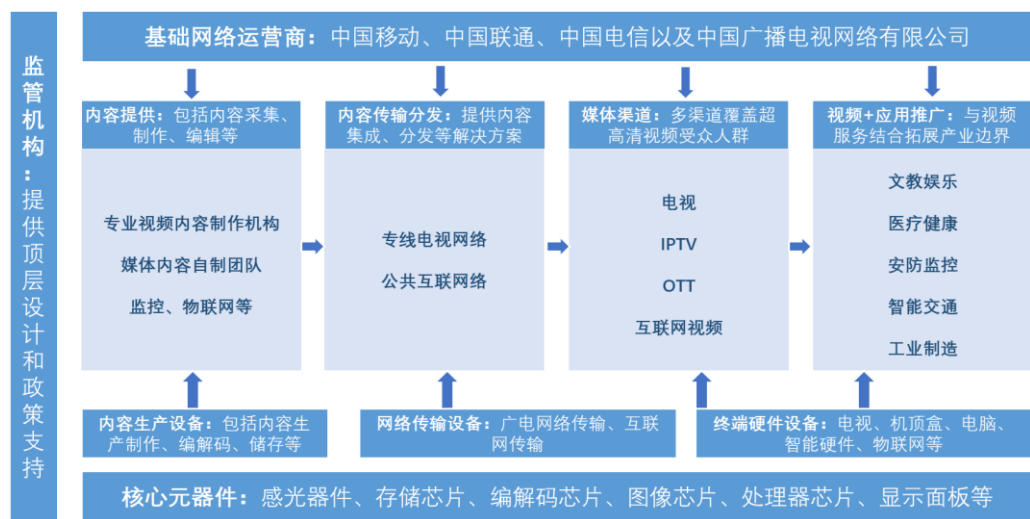 监管机构：提供顶层设计和政策支持
基础网络运营商：中国移动、中国联通、中国电信以及中国广播电视网络有限公司
内容提供：包括内容采集、
制作、编辑等
专业视频内容制作机构
媒体内容自制团队
监控、物联网等
内容传输分发：提供内容
集成、分发等解决方案
专线电视网络
公共互联网络
媒体渠道：多渠道覆盖超
高清视频受众人群
电视
IPTV
OTT
互联网视频
视频+应用推广：与视频
服务结合拓展产业边界
文教娱乐
医疗健康
安防监控
智能交通
工业制造
内容生产设备：包括内容生
产制作、编解码、储存等
网络传输设备：广电网络传输、互联
网传输
终端硬件设备：电视、机顶盒、电脑、
智能硬件、物联网等
核心元器件：感光器件、存储芯片、编解码芯片、图像芯片、处理器芯片、显示面板等